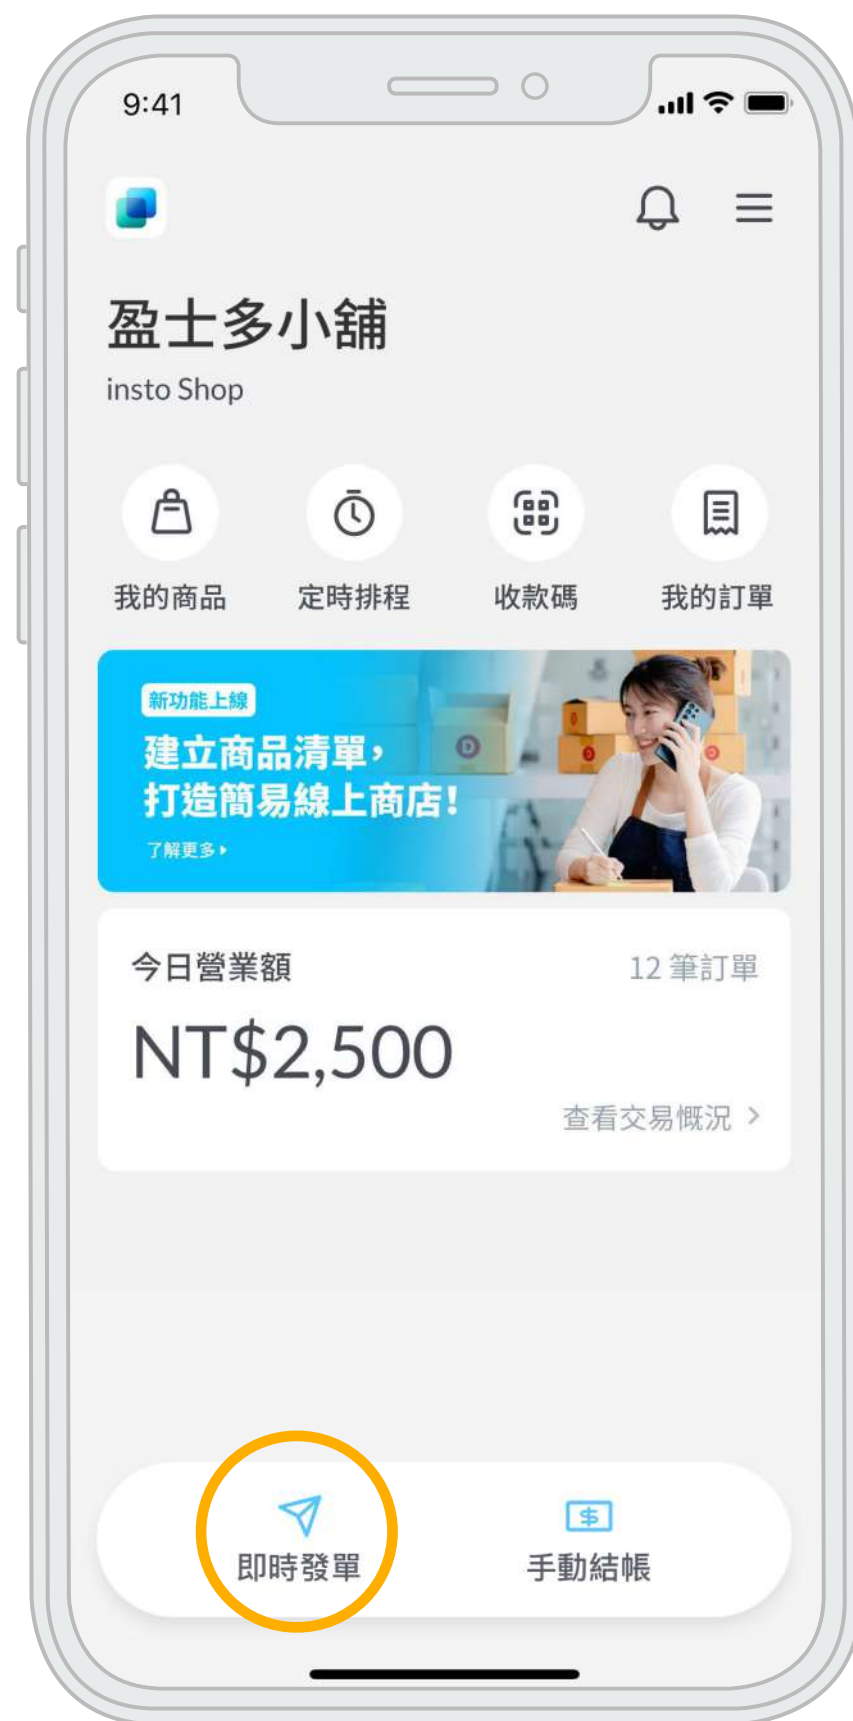 9:41
盈士多小舖
insto Shop
我的商品
定時排程
收款碼
我的訂單
新功能上線
建立商品清單，
打造簡易線上商店！
了解更多
今日營業額
12 筆訂單
NT$2,500
查看交易慨況
即時發單
手動結帳